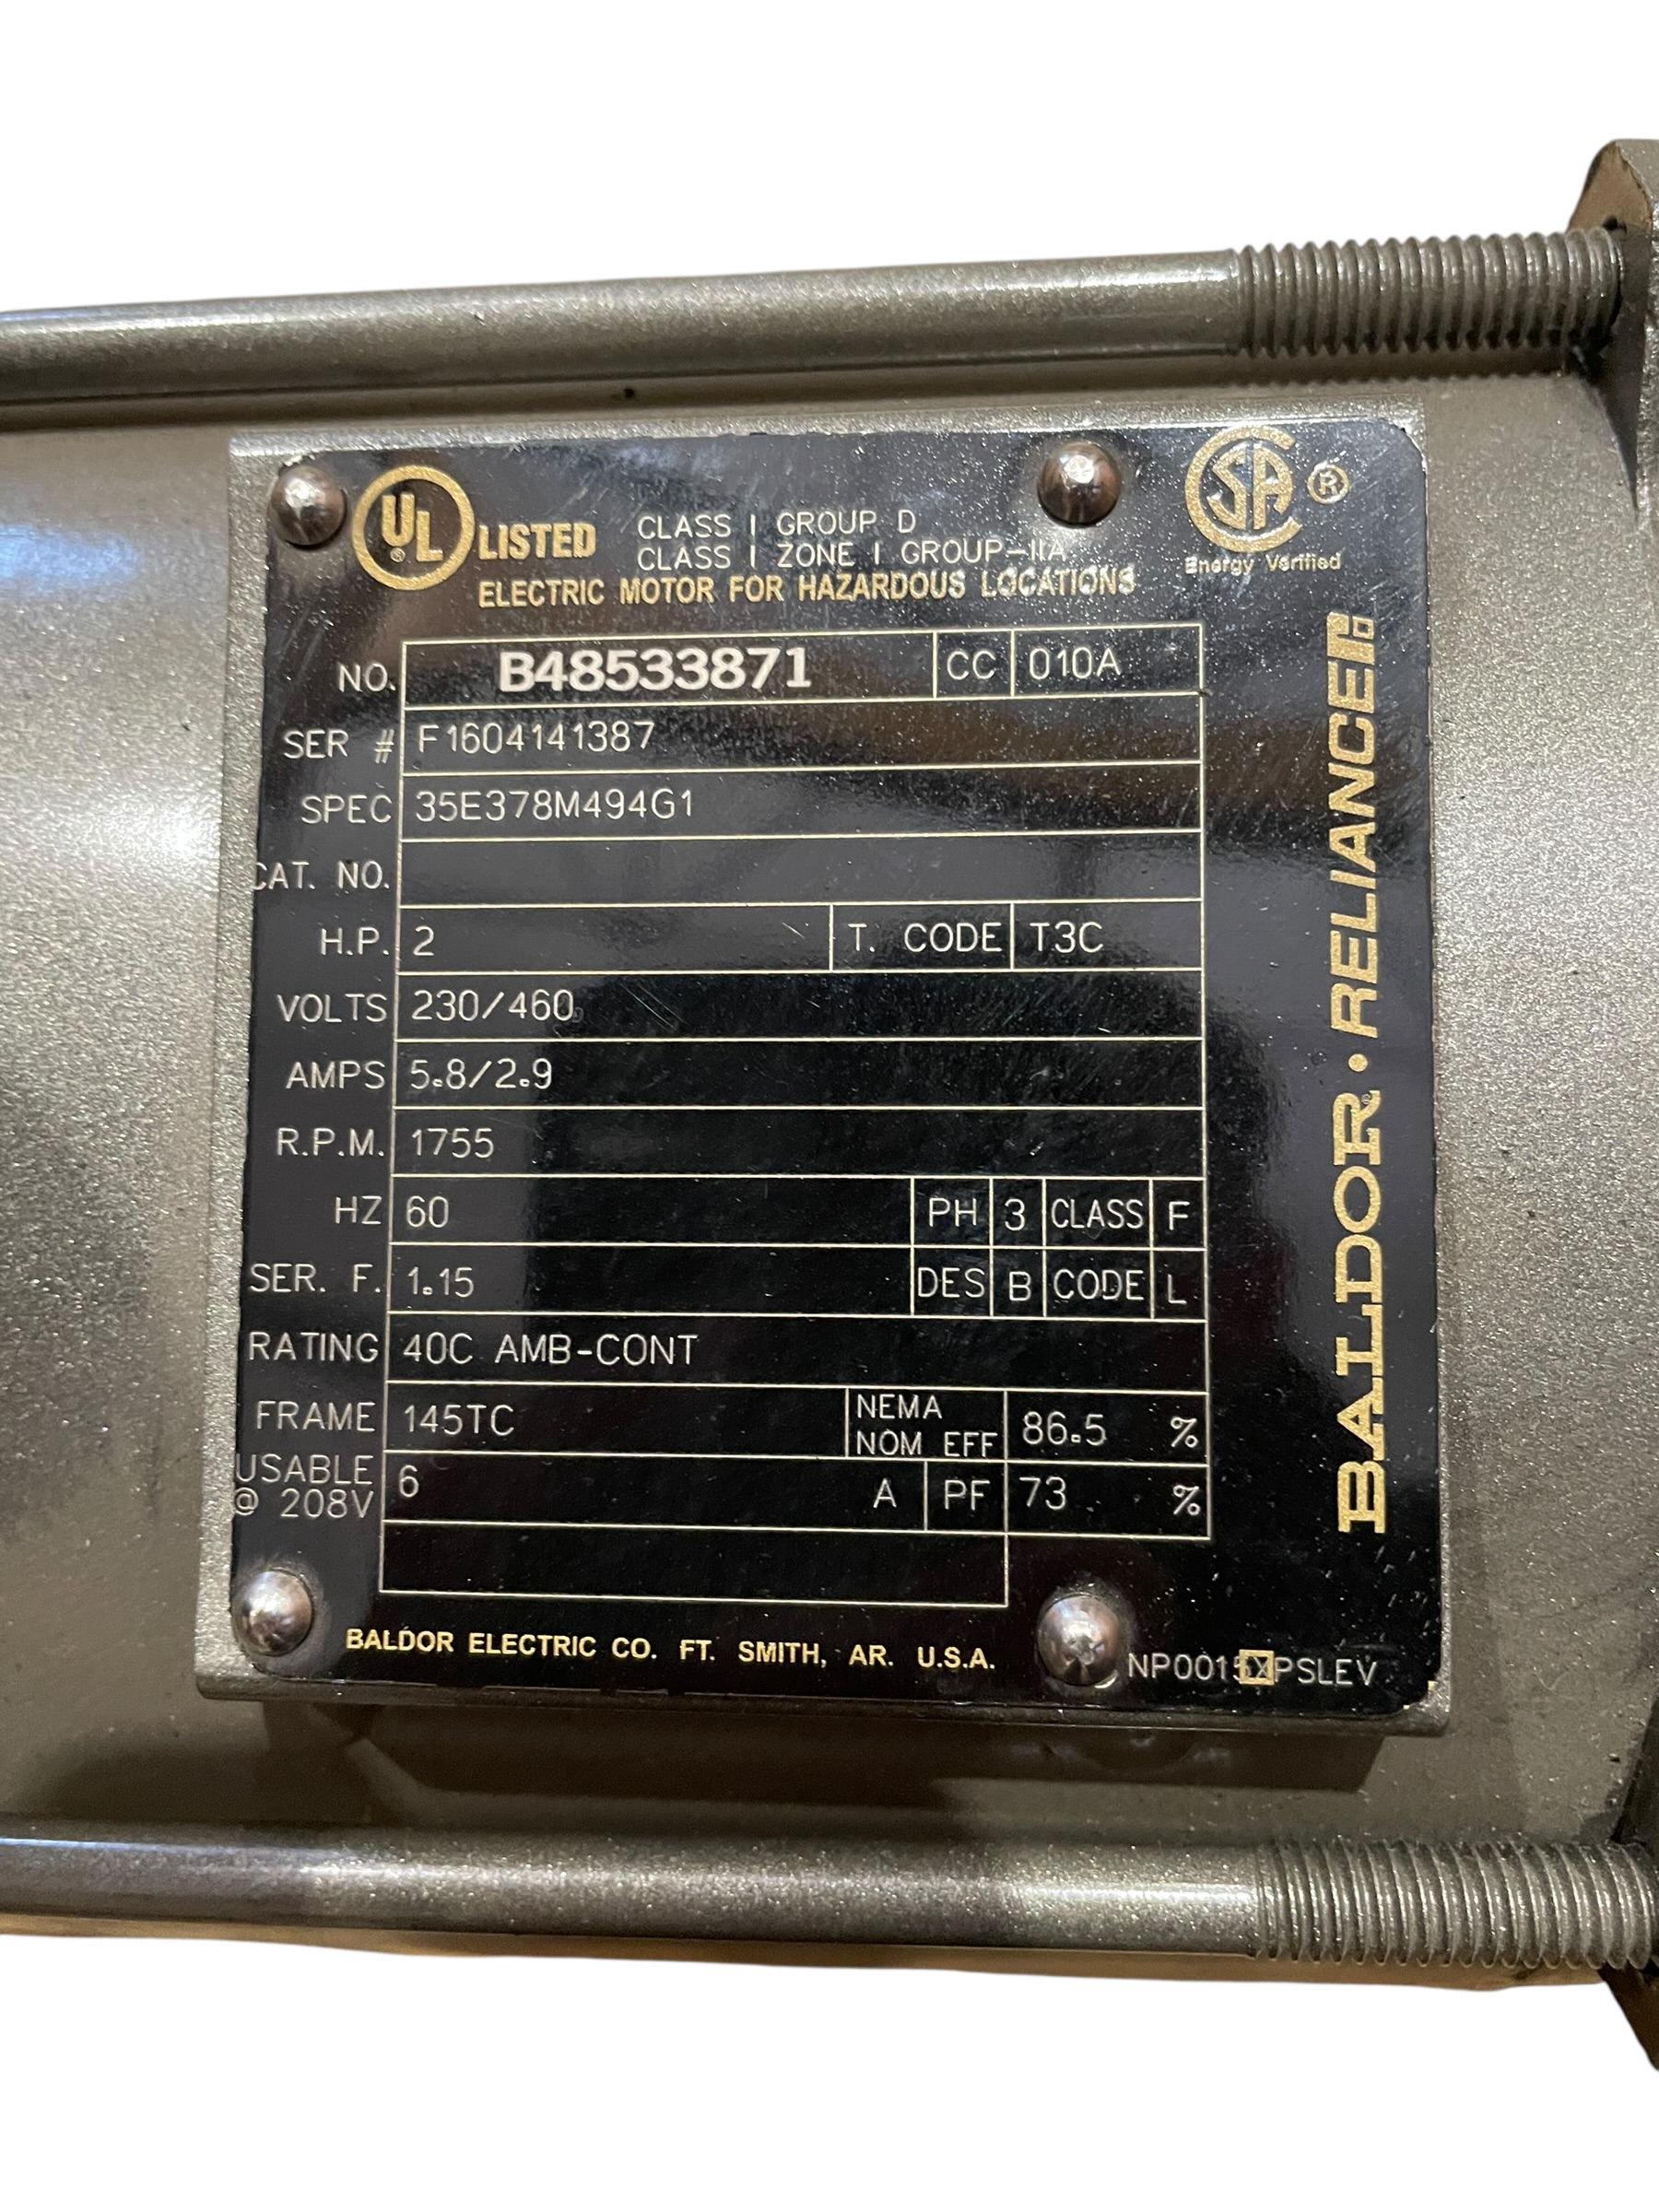 UL LISTED CLASS I GROUP D
CLASS I ZONE I GROUP-IIA
ELECTRIC MOTOR FOR HAZARDOUS LOCATIONS
SA ®
Energy Verified
NO. B48533871 CC 010A
SER # F1604141387
SPEC 35E378M494G1
CAT. NO.
H.P. 2 T. CODE T3C
VOLTS 230/460
AMPS 5.8/2.9
R.P.M. 1755
HZ 60 PH 3 CLASS F
SER. F. 1.15 DES B CODE L
RATING 40C AMB-CONT
FRAME 145TC NEMA NOM EFF 86.5 %
USABLE @ 208V 6 A PF 73 %
BALDOR • RELIANCE
BALDOR ELECTRIC CO. FT. SMITH, AR. U.S.A.
NP0015XPSLEV